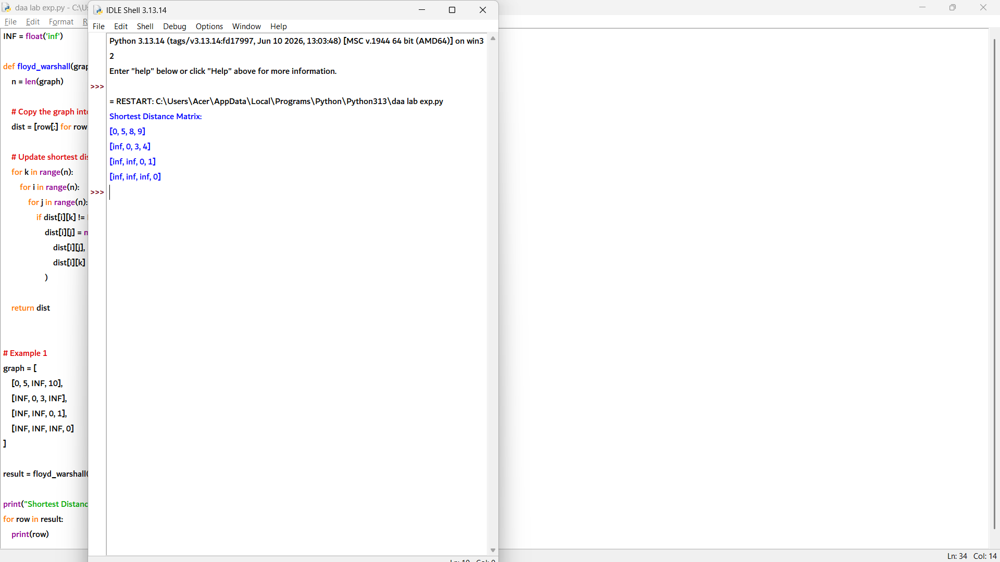 daa lab exp.py - C:\Us
File Edit Format R
INF = float('inf')
def floyd_warshall(grap
n = len(graph)
# Copy the graph into
dist = [row[:] for row
# Update shortest dis
for k in range(n):
for i in range(n):
for j in range(n):
if dist[i][k] !=
dist[i][j] = m
dist[i][j],
dist[i][k]
)
return dist
# Example 1
graph = [
[0, 5, INF, 10],
[INF, 0, 3, INF],
[INF, INF, 0, 1],
[INF, INF, INF, 0]
]
result = floyd_warshall(
print("Shortest Distanc
for row in result:
print(row)
IDLE Shell 3.13.14
File Edit Shell Debug Options Window Help
Python 3.13.14 (tags/v3.13.14:fd17997, Jun 10 2026, 13:03:48) [MSC v.1944 64 bit (AMD64)] on win3
2
Enter "help" below or click "Help" above for more information.
>>>
= RESTART: C:\Users\Acer\AppData\Local\Programs\Python\Python313\daa lab exp.py
Shortest Distance Matrix:
[0, 5, 8, 9]
[inf, 0, 3, 4]
[inf, inf, 0, 1]
[inf, inf, inf, 0]
>>>
Ln: 34 Col: 14